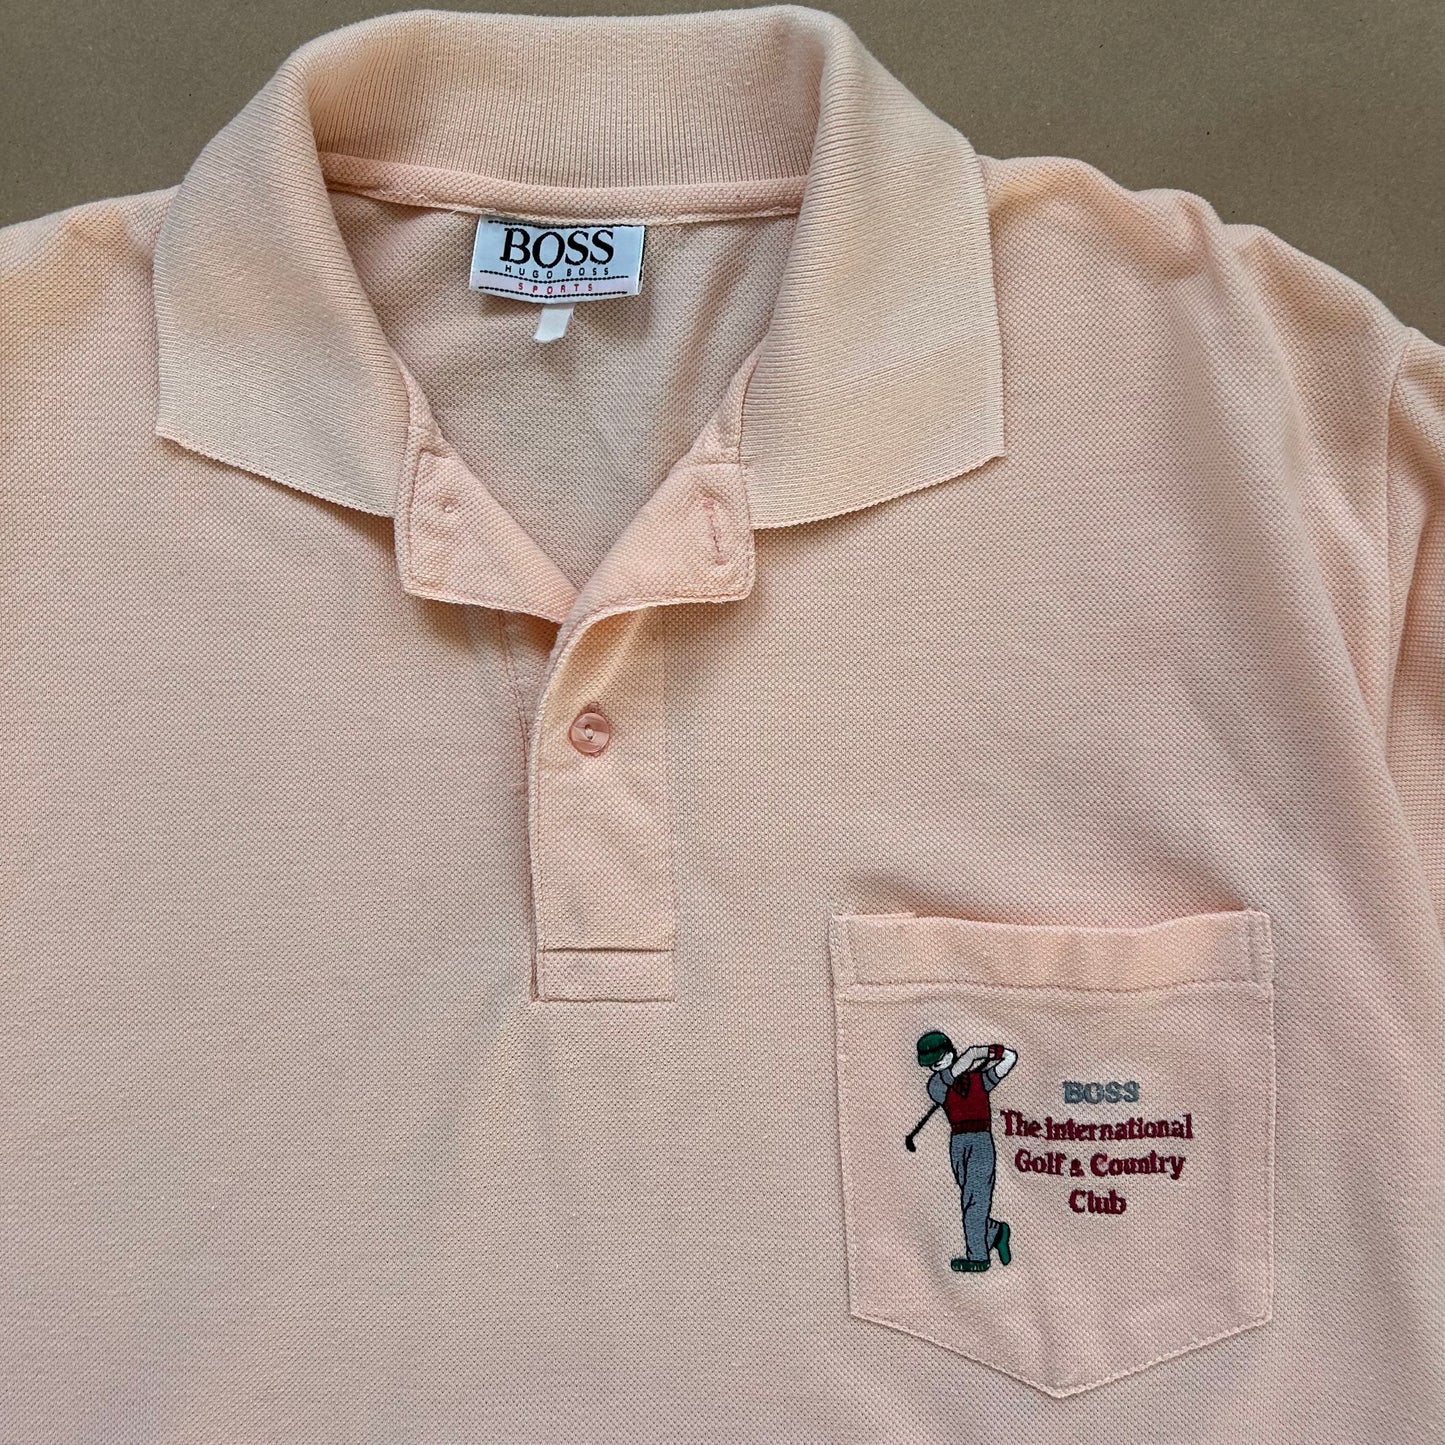 BOSS
HUGO BOSS
SPORTS
BOSS
The International
Golf & Country
Club